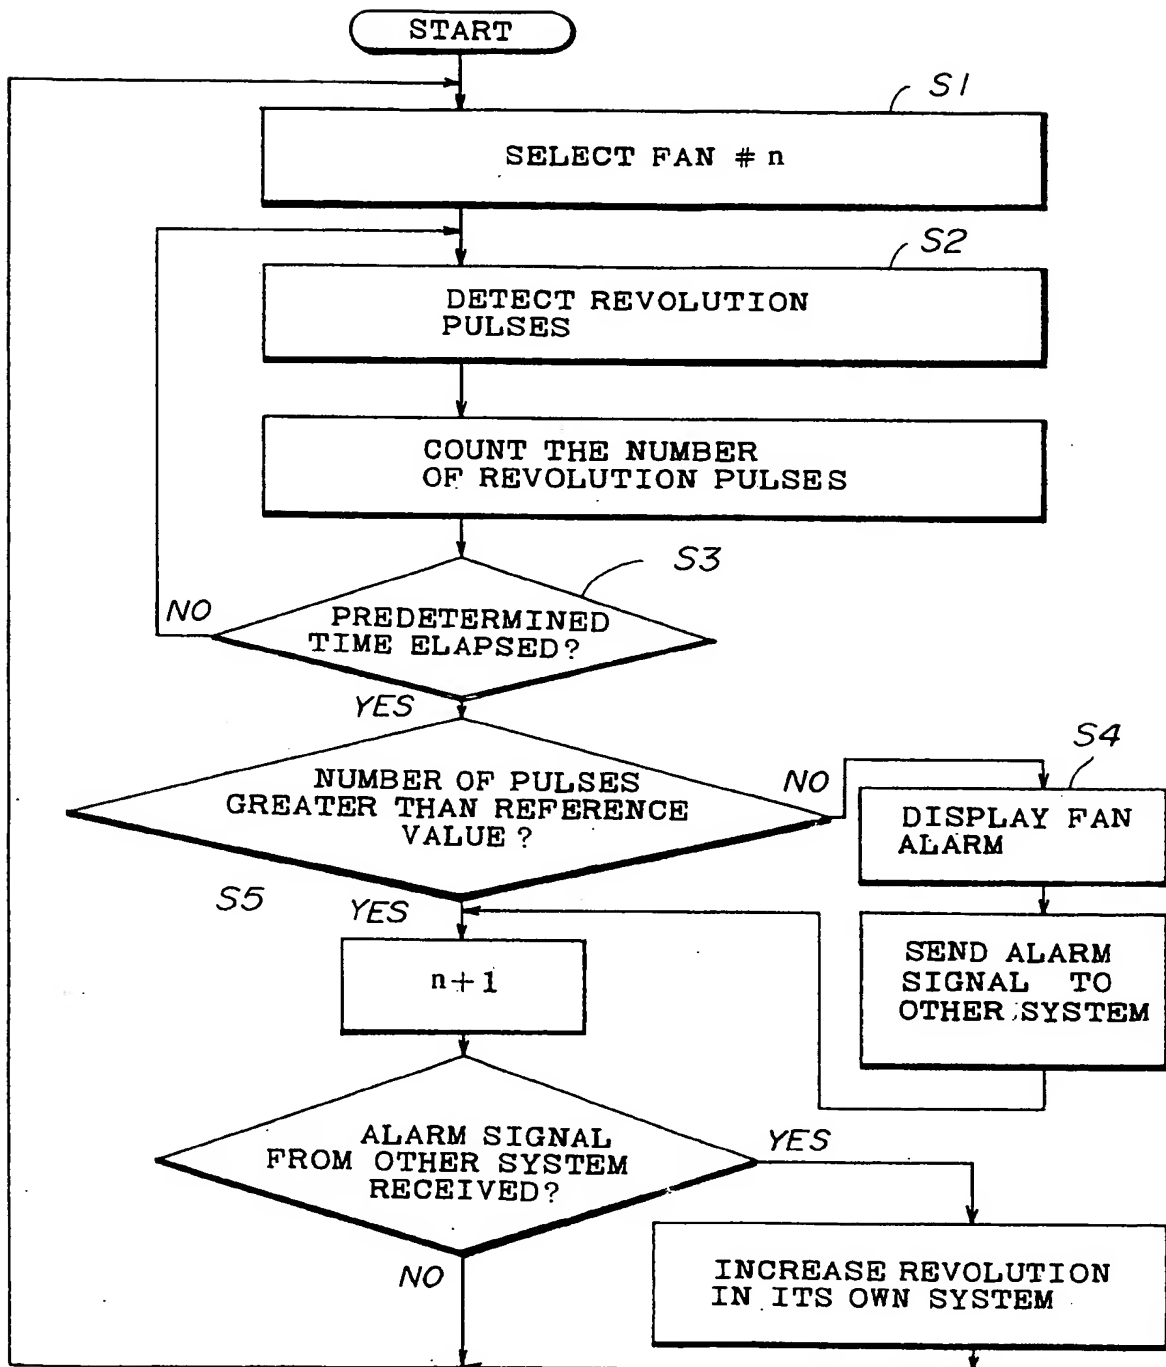 START
S1
SELECT FAN # n
S2
DETECT REVOLUTION
PULSES
COUNT THE NUMBER
OF REVOLUTION PULSES
S3
NO
PREDETERMINED
TIME ELAPSED?
YES
S4
NUMBER OF PULSES
GREATER THAN REFERENCE
VALUE?
NO
DISPLAY FAN
ALARM
S5
YES
SEND ALARM
SIGNAL TO
OTHER SYSTEM
n+1
ALARM SIGNAL
FROM OTHER SYSTEM
RECEIVED?
YES
NO
INCREASE REVOLUTION
IN ITS OWN SYSTEM